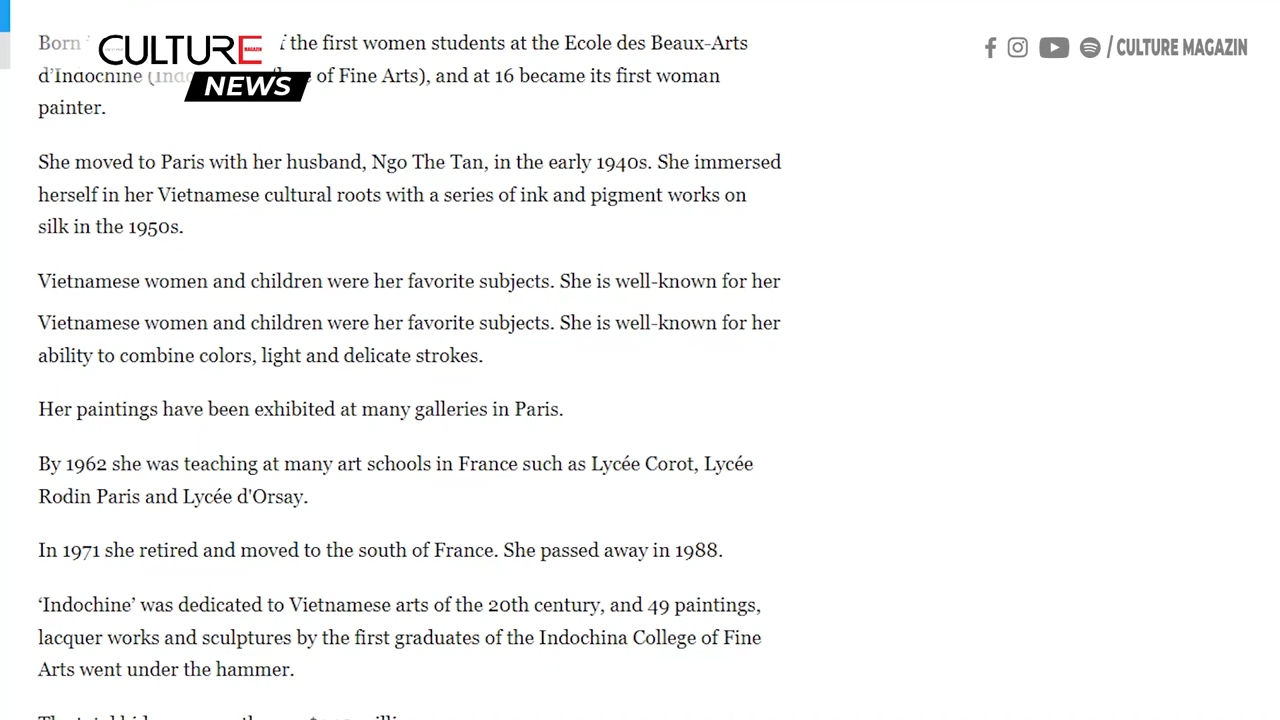 Born
CULTURE
MAGAZIN
NEWS
the first women students at the Ecole des Beaux-Arts
d'Indochine
of Fine Arts), and at 16 became its first woman
painter.
/ CULTURE MAGAZIN
She moved to Paris with her husband, Ngo The Tan, in the early 1940s. She immersed
herself in her Vietnamese cultural roots with a series of ink and pigment works on
silk in the 1950s.
Vietnamese women and children were her favorite subjects. She is well-known for her
Vietnamese women and children were her favorite subjects. She is well-known for her
ability to combine colors, light and delicate strokes.
Her paintings have been exhibited at many galleries in Paris.
By 1962 she was teaching at many art schools in France such as Lycée Corot, Lycée
Rodin Paris and Lycée d'Orsay.
In 1971 she retired and moved to the south of France. She passed away in 1988.
‘Indochine’ was dedicated to Vietnamese arts of the 20th century, and 49 paintings,
lacquer works and sculptures by the first graduates of the Indochina College of Fine
Arts went under the hammer.